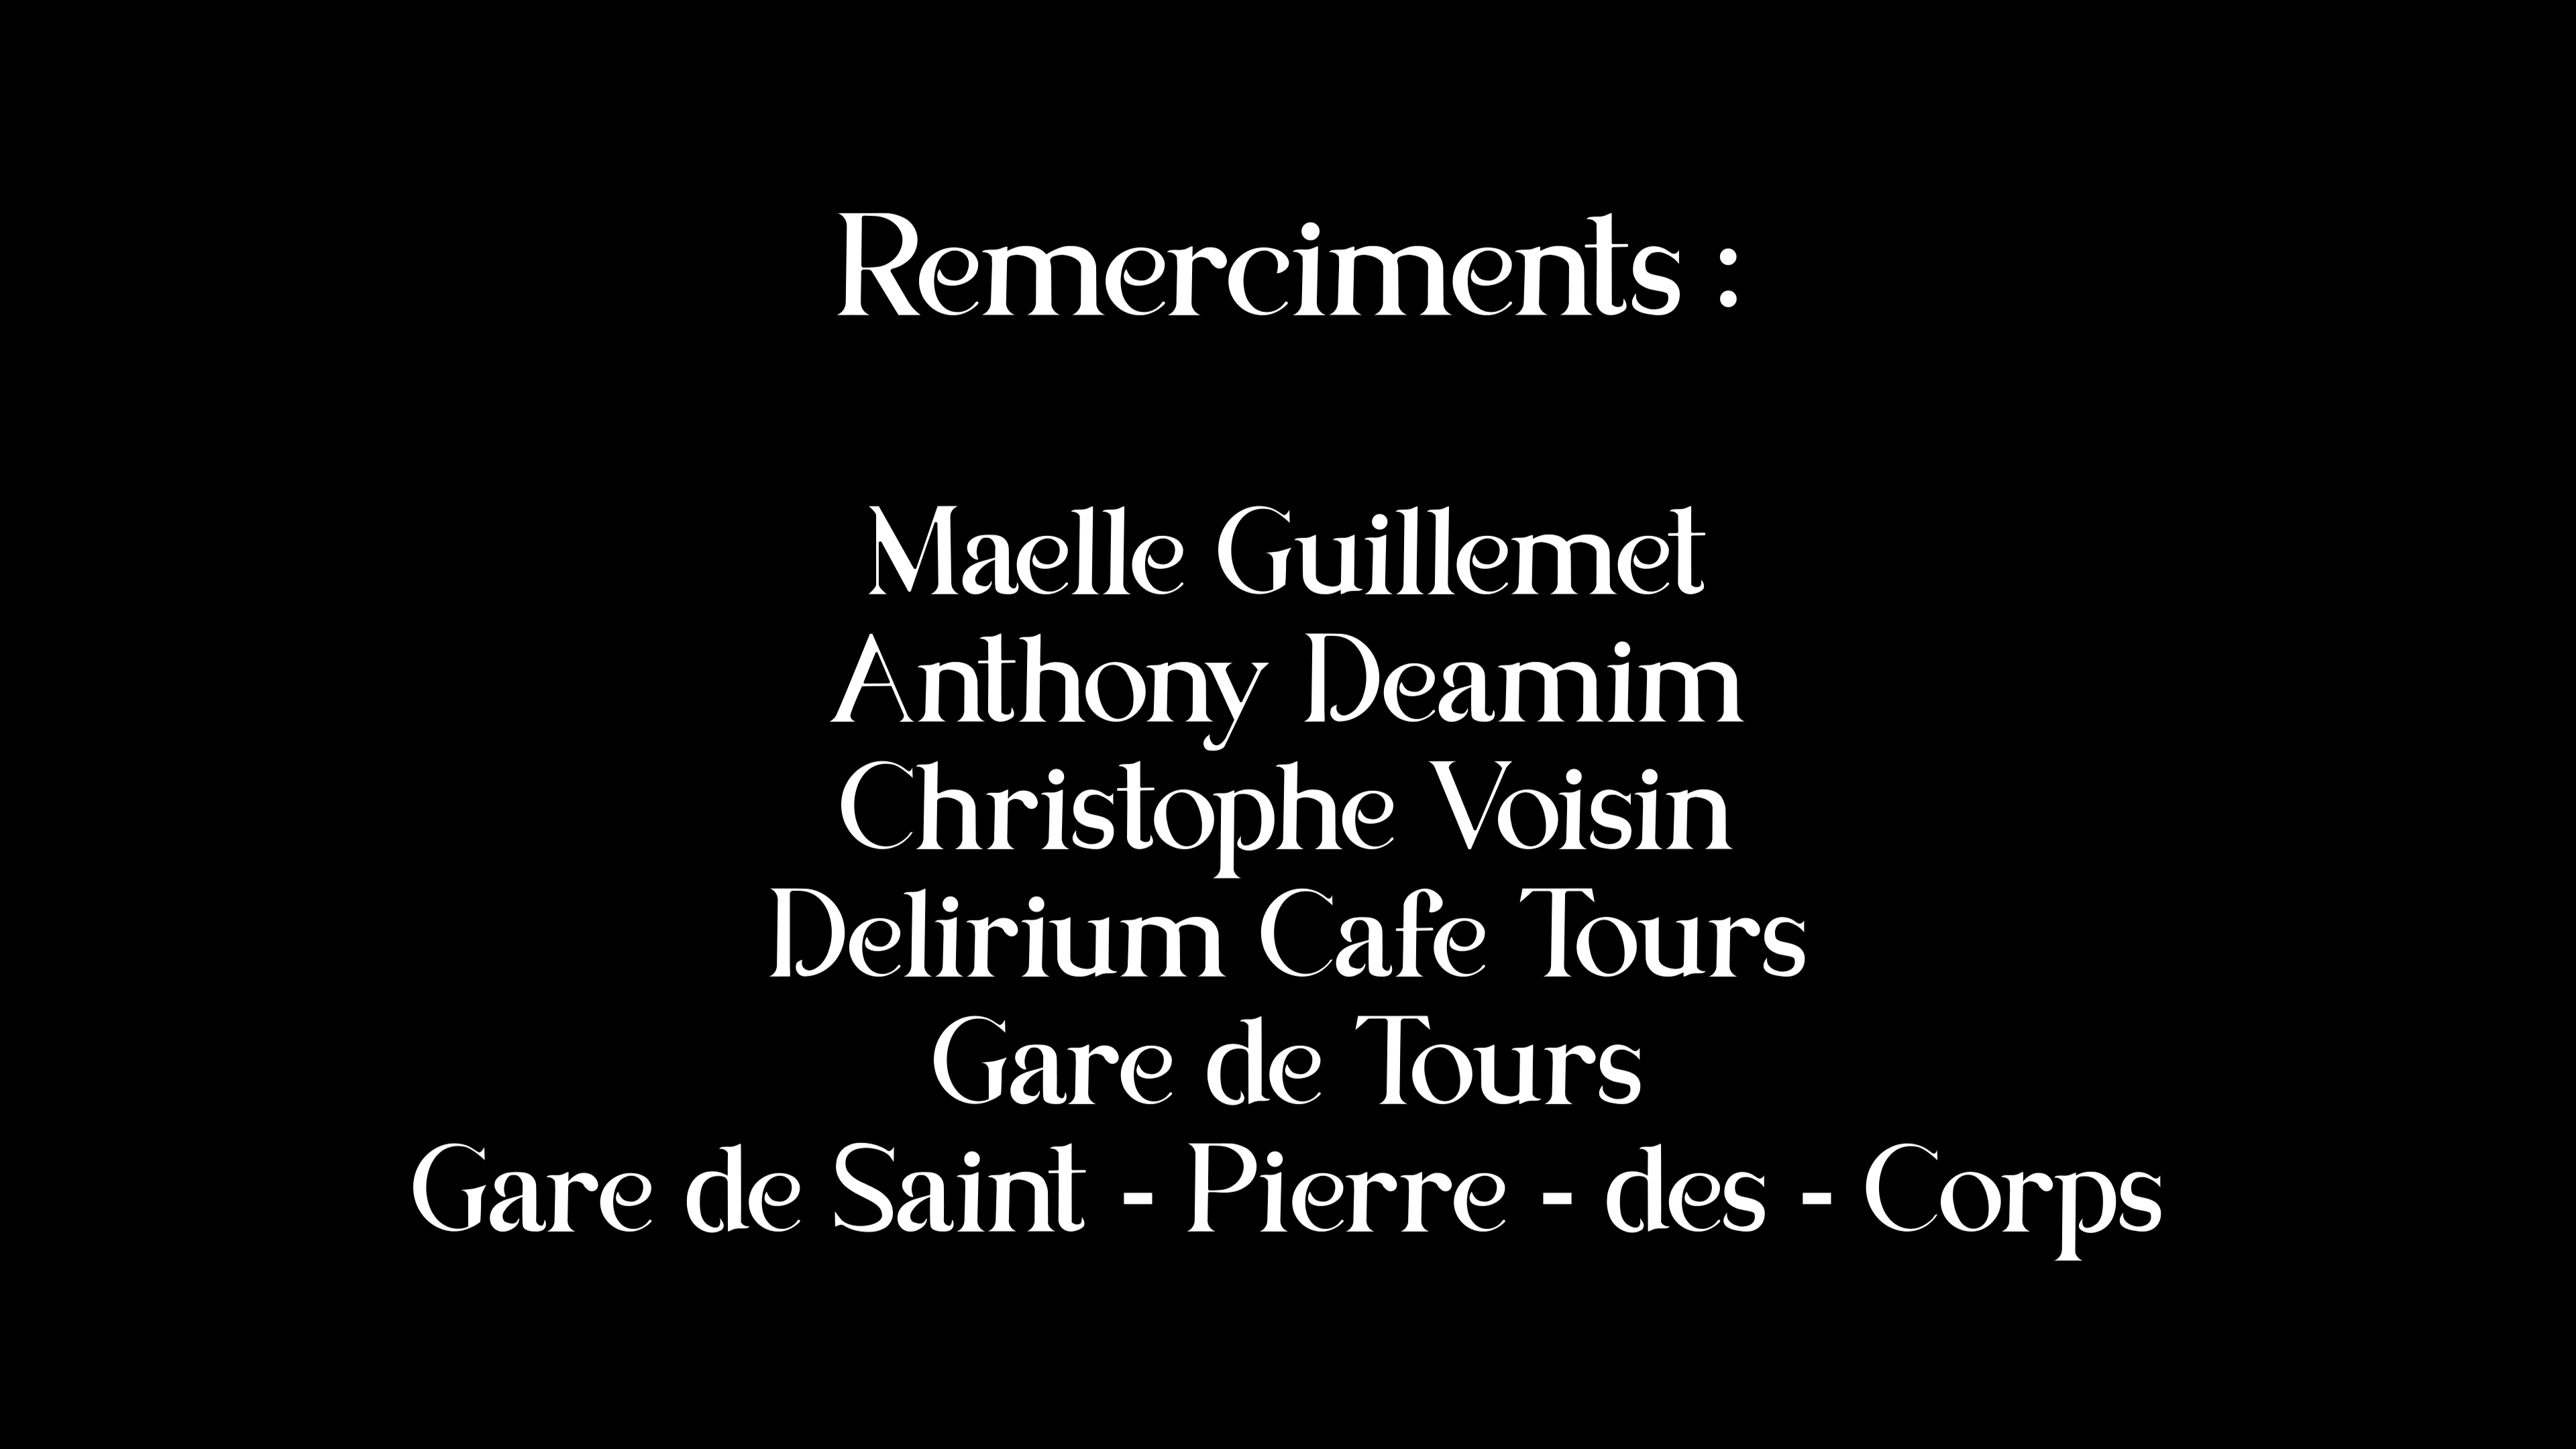 Remerciments :
Maelle Guillemet
Anthony Deamim
Christophe Voisin
Delirium Cafe Tours
Gare de Tours
Gare de Saint - Pierre - des - Corps